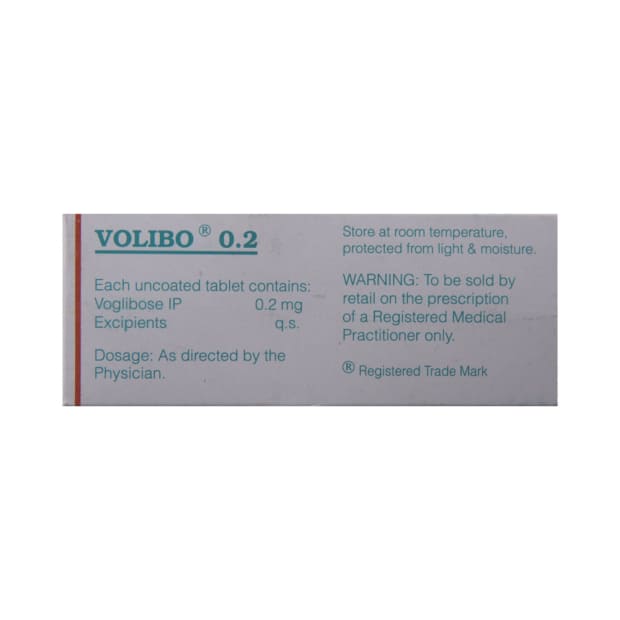 VOLIBO ® 0.2
Each uncoated tablet contains:
Voglibose IP 0.2 mg
Excipients q.s.
Dosage: As directed by the
Physician.
Store at room temperature,
protected from light & moisture.
WARNING: To be sold by
retail on the prescription
of a Registered Medical
Practitioner only.
® Registered Trade Mark